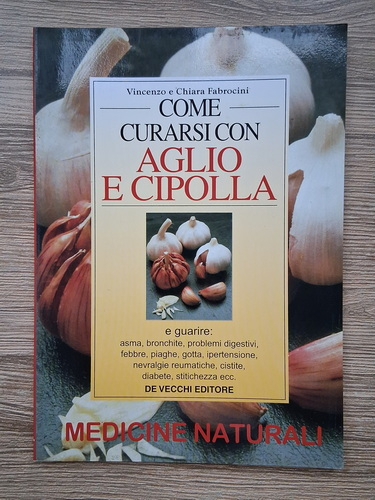 Vincenzo e Chiara Fabrocini
COME
CURARSI CON
AGLIO
E CIPOLLA
e guarire:
asma, bronchite, problemi digestivi,
febbre, piaghe, gotta, ipertensione,
nevralgie reumatiche, cistite,
diabete, stitichezza ecc.
DE VECCHI EDITORE
MEDICINE NATURALI